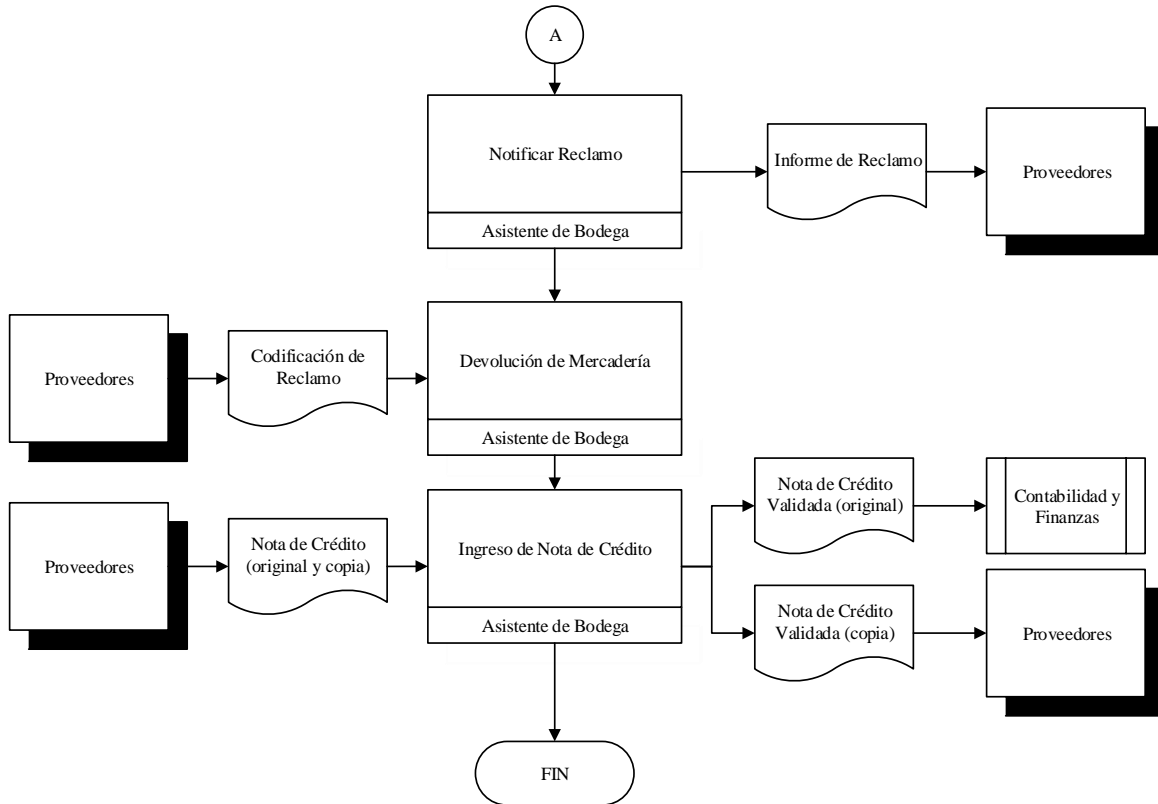 A
Notificar Reclamo
Asistente de Bodega
Informe de Reclamo
Proveedores
Proveedores
Codificación de
Reclamo
Devolución de Mercadería
Asistente de Bodega
Proveedores
Nota de Crédito
(original y copia)
Ingreso de Nota de Crédito
Asistente de Bodega
Nota de Crédito
Validada (original)
Contabilidad y
Finanzas
Nota de Crédito
Validada (copia)
Proveedores
FIN